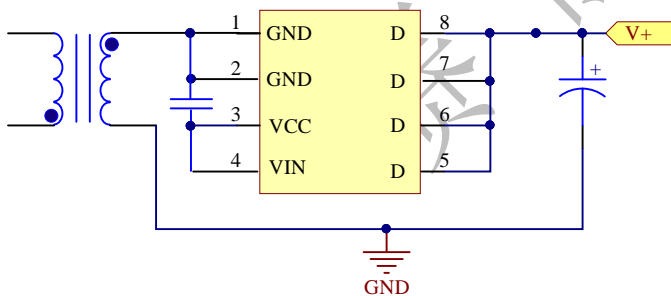 1 GND D 8
V+
2 GND D 7
+
3 VCC D 6
4 VIN D 5
GND